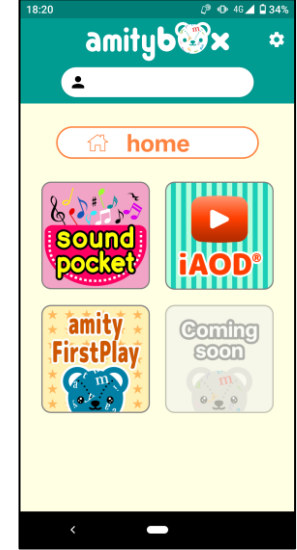 18:20
4G 34%
amitybox
home
sound
pocket
iAOD®
amity
FirstPlay
m
Coming
soon
m